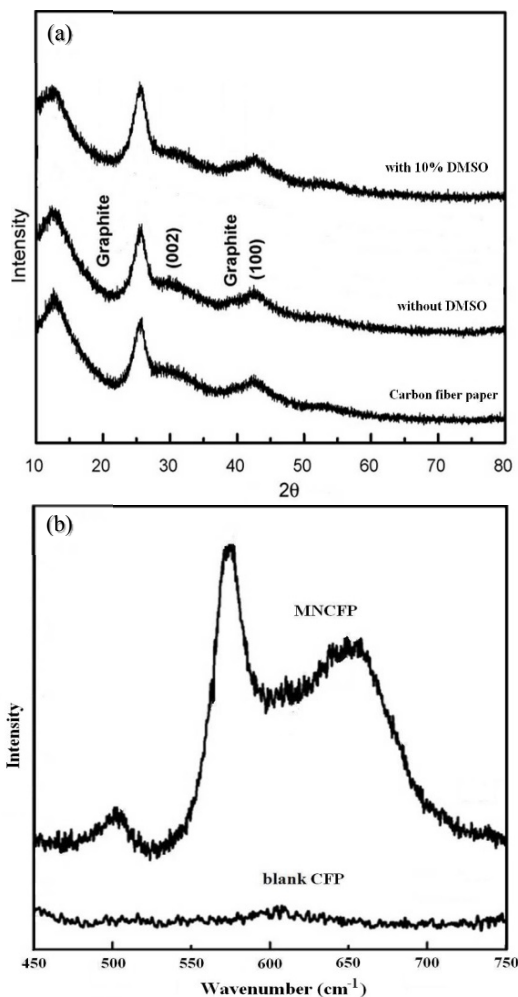 (a)
with 10% DMSO
Graphite
(002)
Graphite
(100)
without DMSO
Carbon fiber paper
Intensity
10 20 30 40 50 60 70 80
2θ
(b)
MNCFP
blank CFP
Intensity
450 500 550 600 650 700 750
Wavenumber (cm⁻¹)